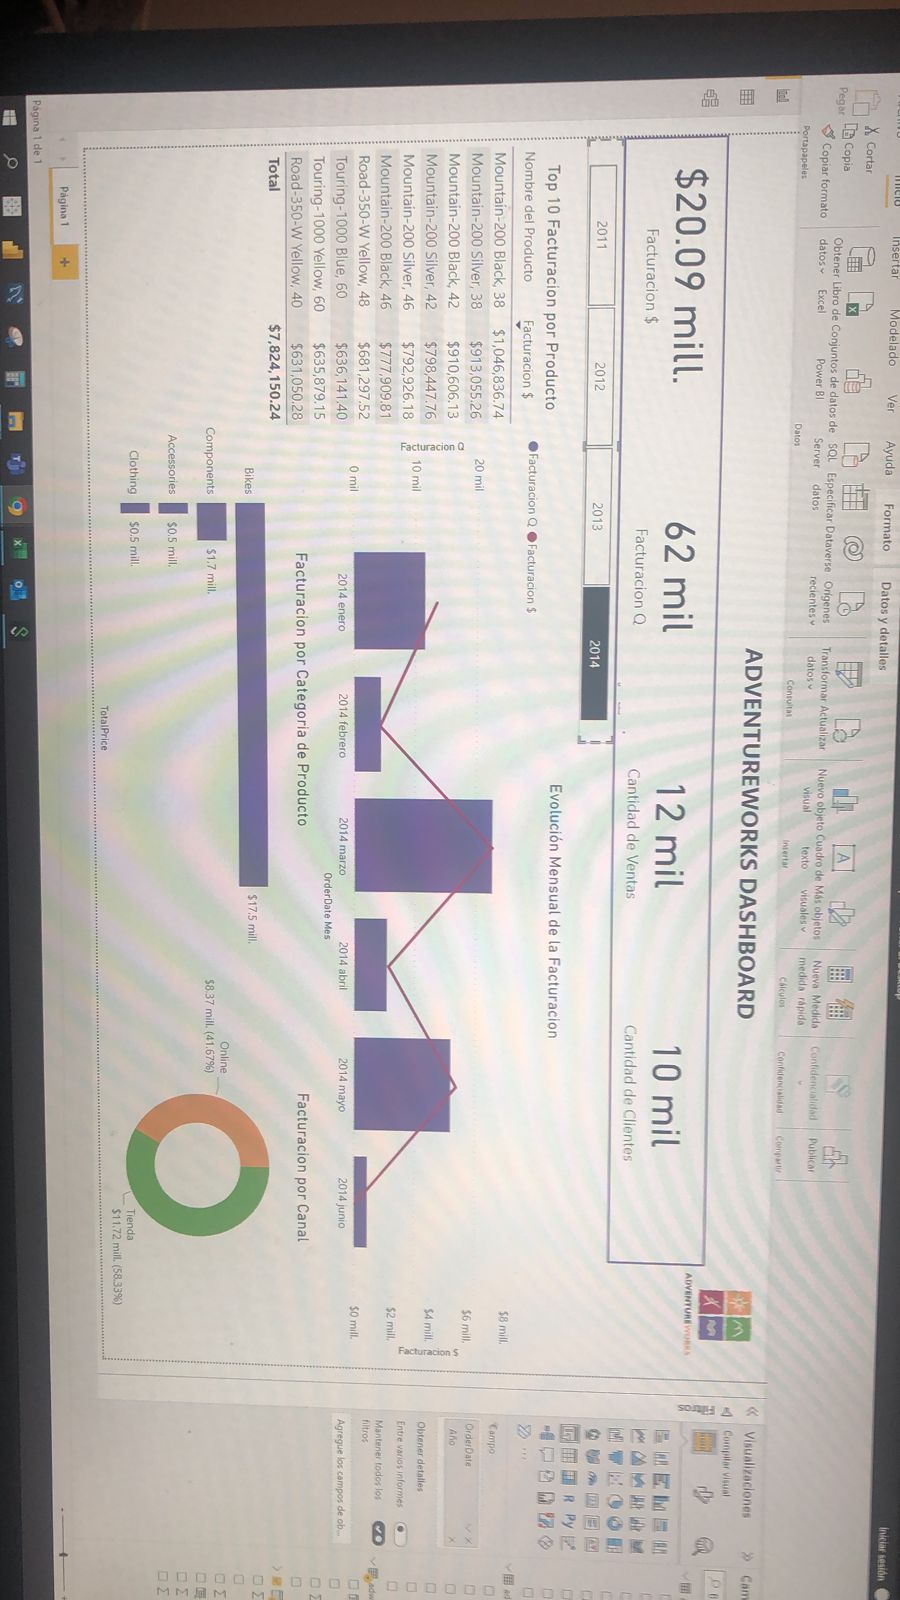 Inicio
Insertar
Modelado
Ver
Ayuda
Formato
Datos y detalles
Iniciar sesión
Pegar
Cortar
Copia
Copiar formato
Portapapeles
Obtener datos
Libro de Excel
Conjuntos de datos de Power BI
SQL Server
Especificar datos
Dataverse
Orígenes recientes
Datos
Transformar datos
Actualizar
Consultas
Nuevo objeto visual
Cuadro de texto
Más objetos visuales
Insertar
Nueva medida
Medida rápida
Cálculos
Confidencialidad
Confidencialidad
Publicar
Compartir
ADVENTUREWORKS DASHBOARD
ADVENTUREWORKS
$20.09 mill.
Facturacion $
62 mil
Facturacion Q
12 mil
Cantidad de Ventas
10 mil
Cantidad de Clientes
2011
2012
2013
2014
Top 10 Facturacion por Producto
Nombre del Producto Facturacion $
Mountain-200 Black, 38 $1,046,836.74
Mountain-200 Silver, 38 $913,055.26
Mountain-200 Black, 42 $910,606.13
Mountain-200 Silver, 42 $798,447.76
Mountain-200 Silver, 46 $792,926.18
Mountain-200 Black, 46 $777,909.81
Road-350-W Yellow, 48 $681,297.52
Touring-1000 Blue, 60 $636,141.40
Touring-1000 Yellow, 60 $635,879.15
Road-350-W Yellow, 40 $631,050.28
Total $7,824,150.24
Evolución Mensual de la Facturacion
Facturacion Q Facturacion $
Facturacion Q
20 mil
10 mil
0 mil
$8 mill.
$6 mill.
$4 mill.
$2 mill.
$0 mill.
Facturacion $
2014 enero
2014 febrero
2014 marzo
2014 abril
2014 mayo
2014 junio
OrderDate Mes
Facturacion por Categoria de Producto
Bikes $17.5 mill.
Components $1.7 mill.
Accessories $0.5 mill.
Clothing $0.5 mill.
TotalPrice
Facturacion por Canal
Online
$8.37 mill. (41.67%)
Tienda
$11.72 mill. (58.33%)
Filtros
Visualizaciones
Compilar visual
R
Py
Campo
OrderDate
Año
Obtener detalles
Entre varios informes
Mantener todos los
filtros
Agregue los campos de ob...
Página 1
Página 1 de 1